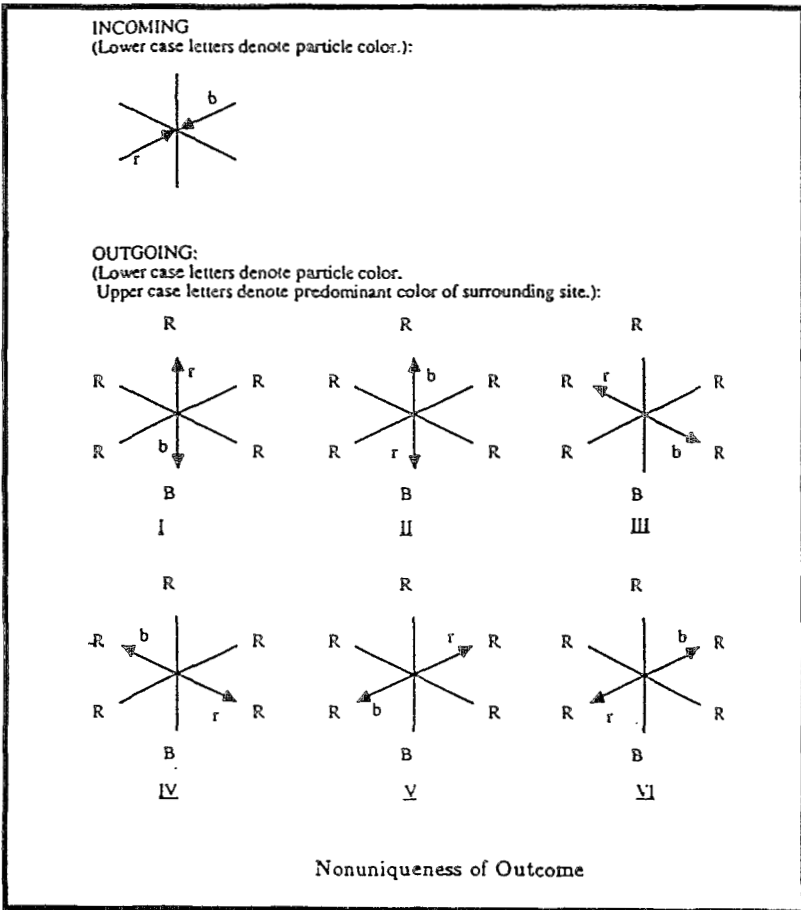 INCOMING
(Lower case letters denote particle color.):
b
r
OUTGOING:
(Lower case letters denote particle color.
Upper case letters denote predominant color of surrounding site.):
R R R
r b r
R R R R R R
R R R R R R
b r b
B B B
I II III
R R R
b r b
R R R R R R
R R R R R R
r b r
B B B
IV V VI
Nonuniqueness of Outcome